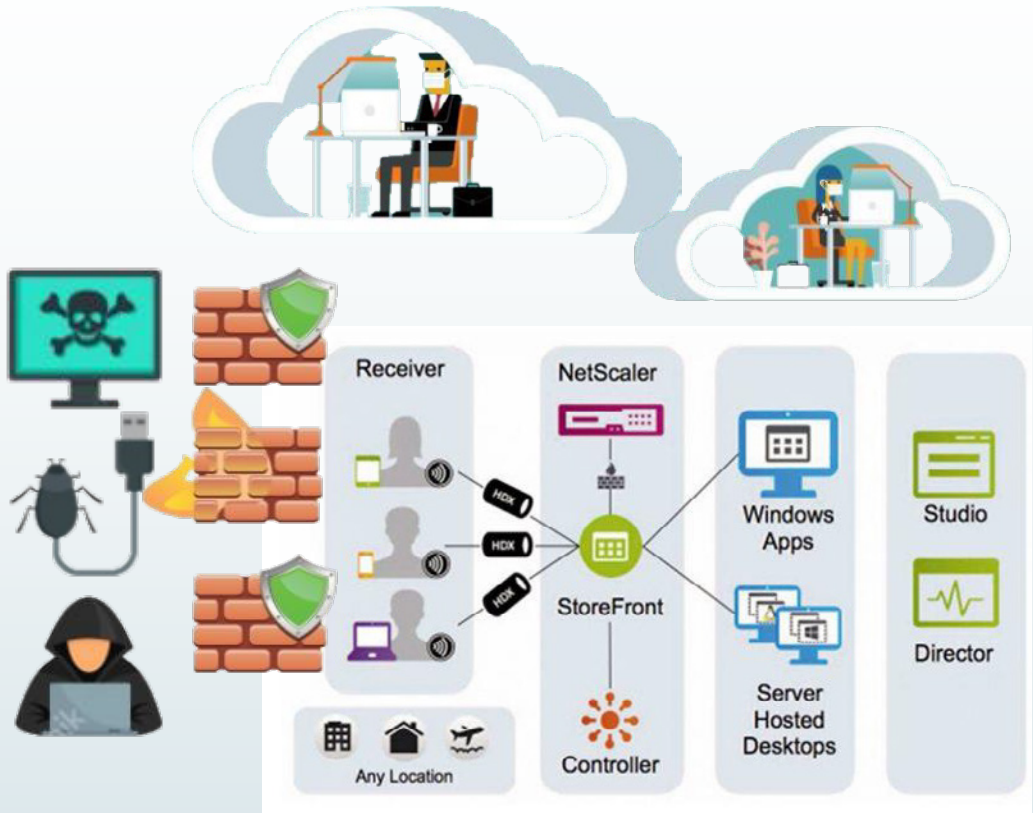 Receiver
HDX
HDX
HDX
Any Location
NetScaler
StoreFront
Controller
Windows
Apps
Server
Hosted
Desktops
Studio
Director